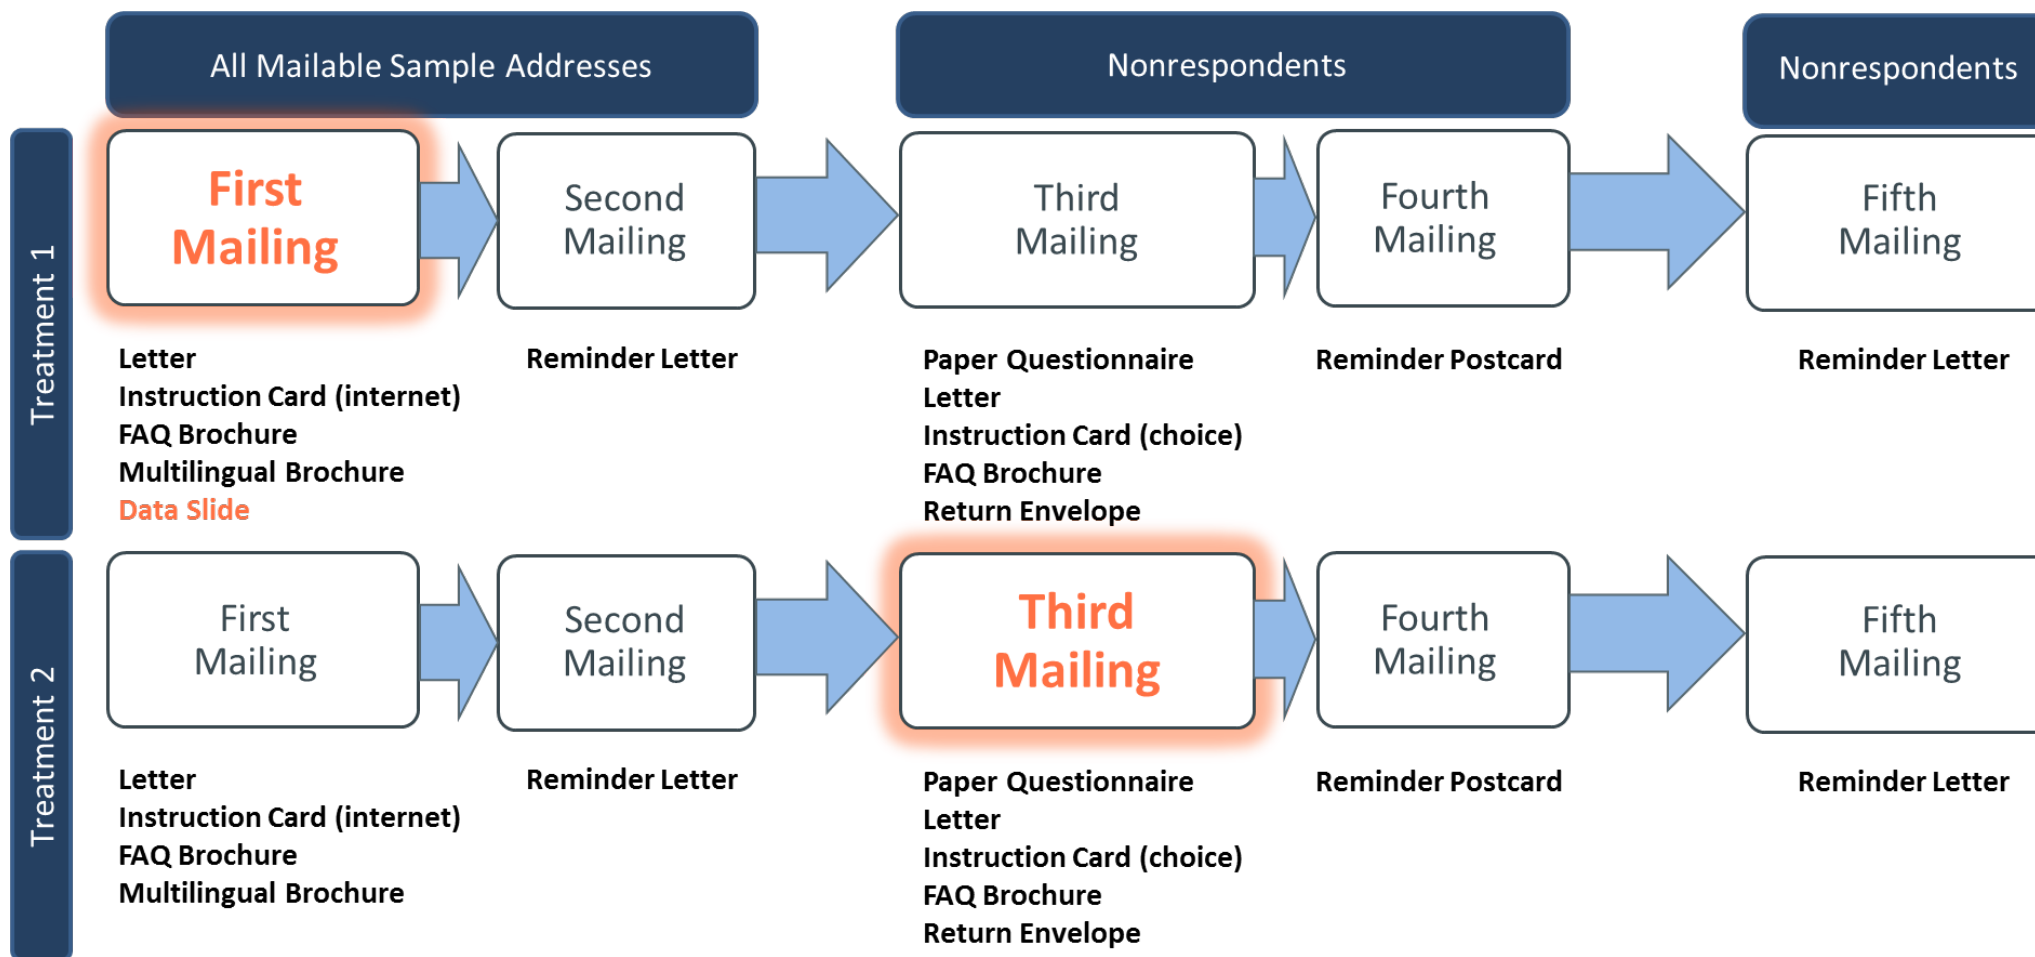 All Mailable Sample Addresses
Nonrespondents
Nonrespondents
Treatment 1
First
Mailing
Second
Mailing
Third
Mailing
Fourth
Mailing
Fifth
Mailing
Letter
Instruction Card (internet)
FAQ Brochure
Multilingual Brochure
Data Slide
Reminder Letter
Paper Questionnaire
Letter
Instruction Card (choice)
FAQ Brochure
Return Envelope
Reminder Postcard
Reminder Letter
Treatment 2
First
Mailing
Second
Mailing
Third
Mailing
Fourth
Mailing
Fifth
Mailing
Letter
Instruction Card (internet)
FAQ Brochure
Multilingual Brochure
Reminder Letter
Paper Questionnaire
Letter
Instruction Card (choice)
FAQ Brochure
Return Envelope
Reminder Postcard
Reminder Letter